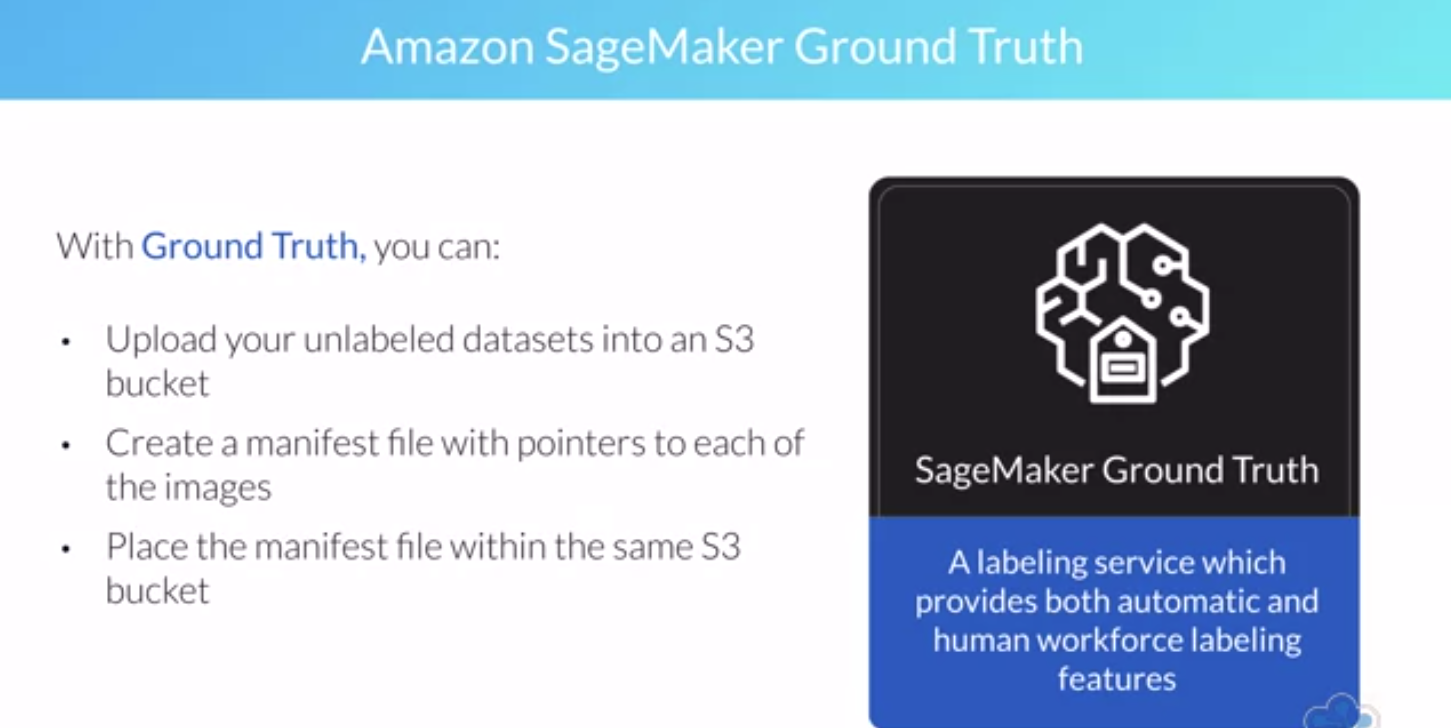 Amazon SageMaker Ground Truth
With Ground Truth, you can:
• Upload your unlabeled datasets into an S3
bucket
• Create a manifest file with pointers to each of
the images
• Place the manifest file within the same S3
bucket
SageMaker Ground Truth
A labeling service which
provides both automatic and
human workforce labeling
features